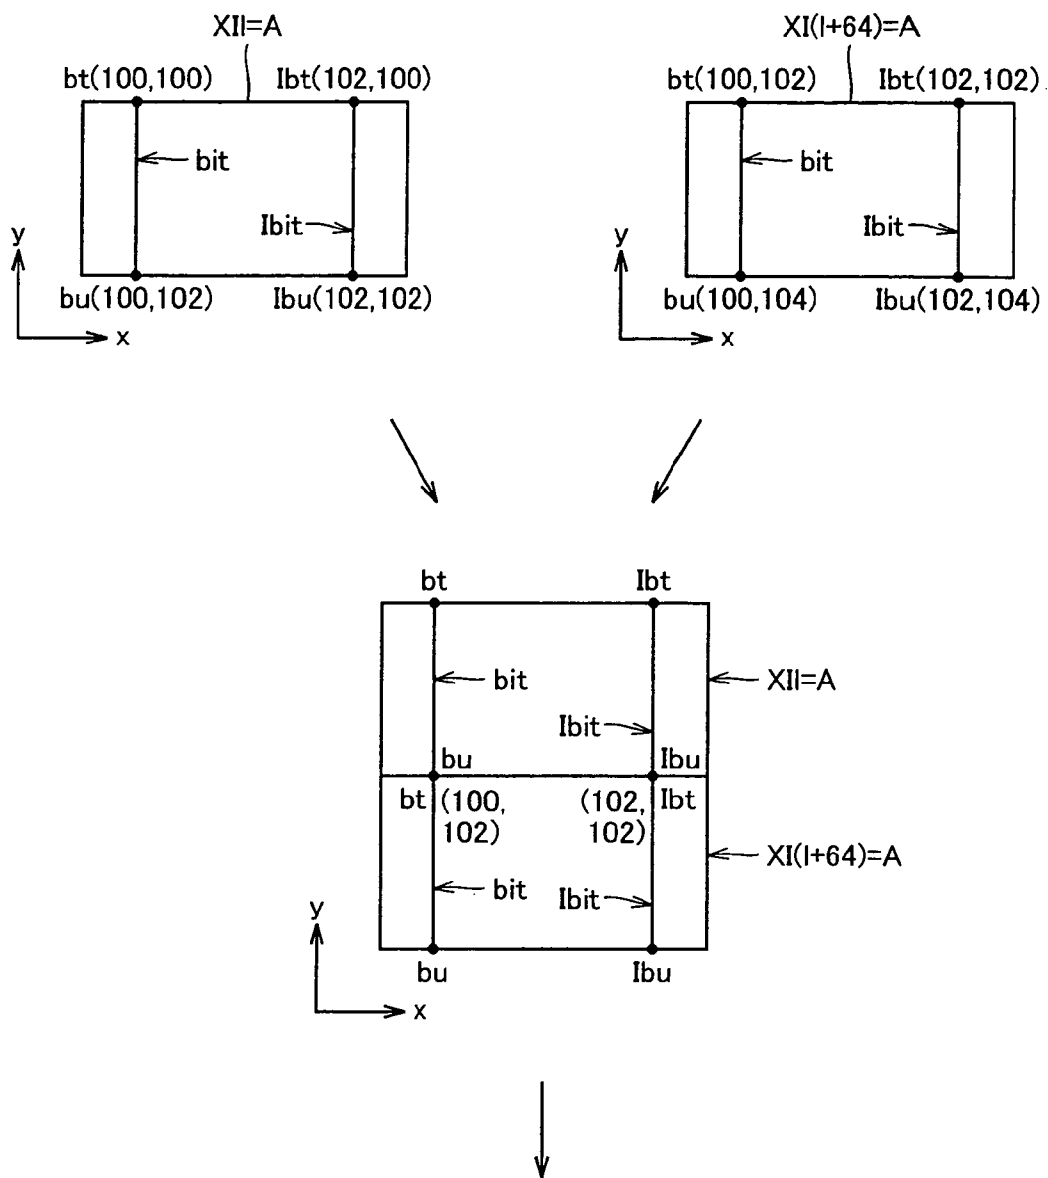 XII=A
bt(100,100) Ibt(102,100)
bit
Ibit
y
bu(100,102) Ibu(102,102)
x
XI(I+64)=A
bt(100,102) Ibt(102,102)
bit
Ibit
y
bu(100,104) Ibu(102,104)
x
bt Ibt
bit
XII=A
Ibit
bu Ibu
bt (100, (102, Ibt
102) 102)
XI(I+64)=A
bit
Ibit
y
bu Ibu
x